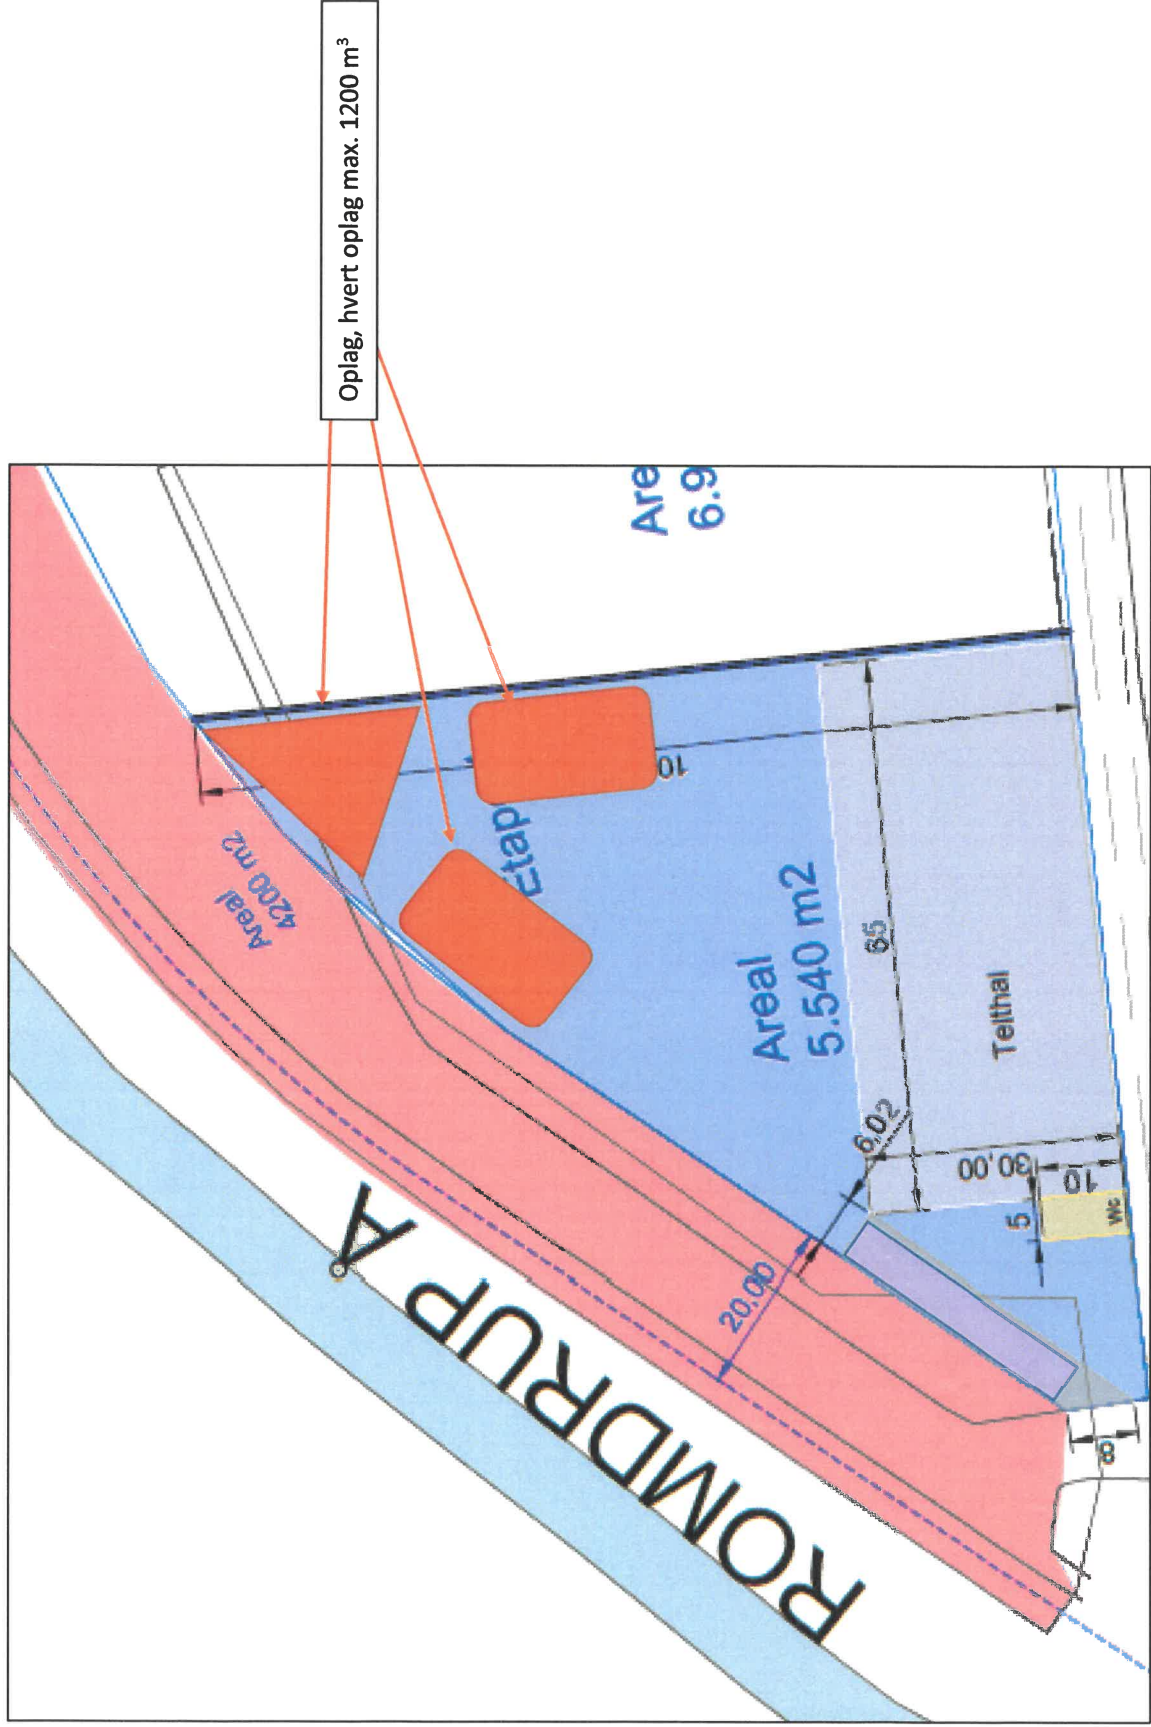 Oplag, hvert oplag max. 1200 m³
Are
6.9
Areal
4200 m2
Etap
10
Areal
5.540 m2
65
Telthal
6,02
30,00
10
5
Wc
20,00
8
ROMDRUP Å